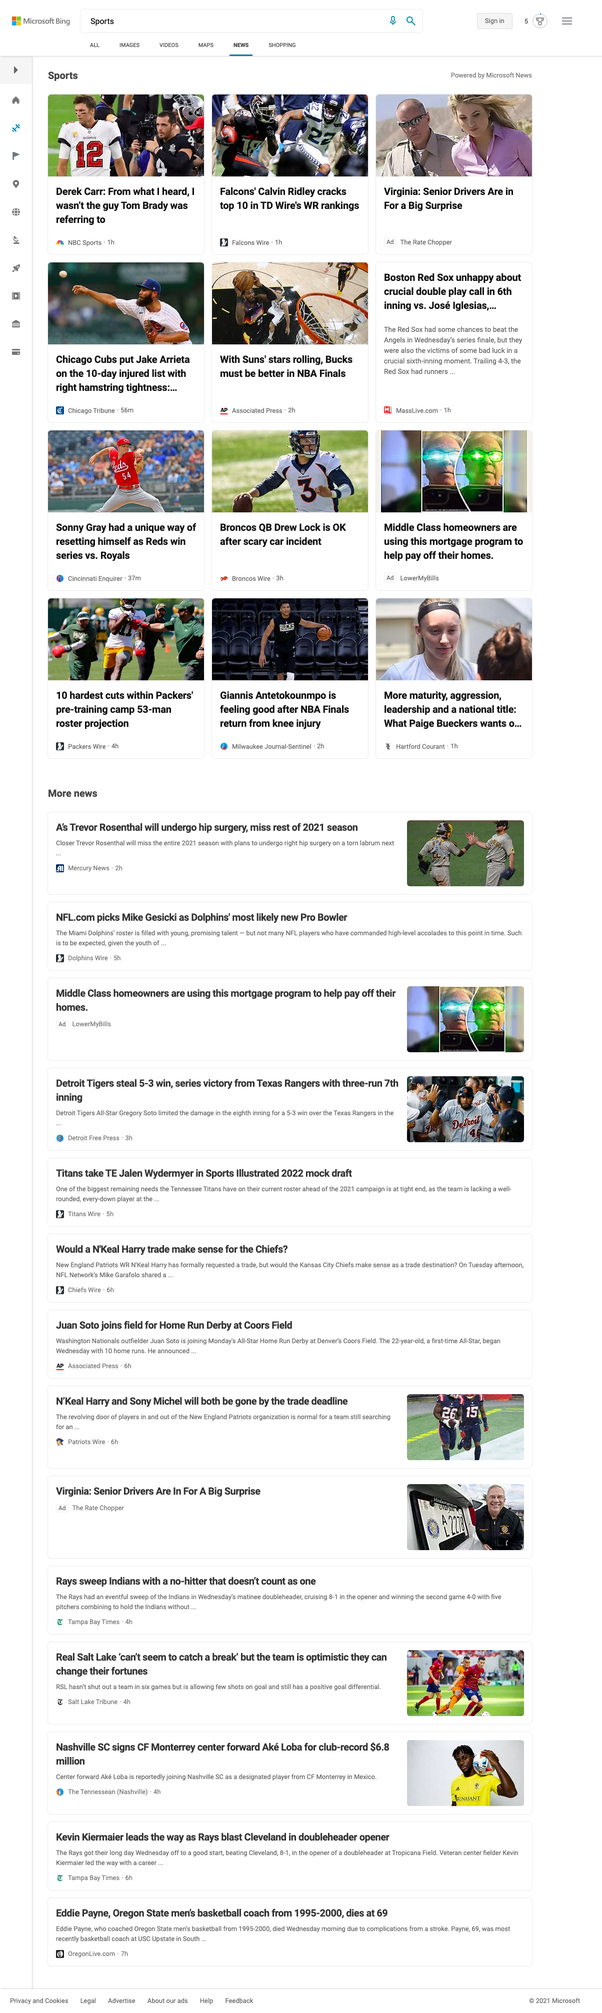 Microsoft Bing
Sports
Sign in
5
ALL IMAGES VIDEOS MAPS NEWS SHOPPING
Sports
Powered by Microsoft News
Derek Carr: From what I heard, I
wasn't the guy Tom Brady was
referring to
NBC Sports · 1h
Falcons' Calvin Ridley cracks
top 10 in TD Wire's WR rankings
Falcons Wire · 1h
Virginia: Senior Drivers Are in
For a Big Surprise
Ad The Rate Chopper
Chicago Cubs put Jake Arrieta
on the 10-day injured list with
right hamstring tightness:...
Chicago Tribune · 56m
With Suns' stars rolling, Bucks
must be better in NBA Finals
AP Associated Press · 2h
Boston Red Sox unhappy about
crucial double play call in 6th
inning vs. José Iglesias,...
The Red Sox had some chances to beat the
Angels in Wednesday's series finale, but they
were also the victims of some bad luck in a
crucial sixth-inning moment. Trailing 4-3, the
Red Sox had runners ...
MassLive.com · 1h
Sonny Gray had a unique way of
resetting himself as Reds win
series vs. Royals
Cincinnati Enquirer · 37m
Broncos QB Drew Lock is OK
after scary car incident
Broncos Wire · 3h
Middle Class homeowners are
using this mortgage program to
help pay off their homes.
Ad LowerMyBills
10 hardest cuts within Packers'
pre-training camp 53-man
roster projection
Packers Wire · 4h
Giannis Antetokounmpo is
feeling good after NBA Finals
return from knee injury
Milwaukee Journal-Sentinel · 2h
More maturity, aggression,
leadership and a national title:
What Paige Bueckers wants o...
Hartford Courant · 1h
More news
A's Trevor Rosenthal will undergo hip surgery, miss rest of 2021 season
Closer Trevor Rosenthal will miss the entire 2021 season with plans to undergo right hip surgery on a torn labrum next
...
Mercury News · 2h
NFL.com picks Mike Gesicki as Dolphins' most likely new Pro Bowler
The Miami Dolphins' roster is filled with young, promising talent — but not many NFL players who have commanded high-level accolades to this point in time. Such
is to be expected, given the youth of ...
Dolphins Wire · 5h
Middle Class homeowners are using this mortgage program to help pay off their
homes.
Ad LowerMyBills
Detroit Tigers steal 5-3 win, series victory from Texas Rangers with three-run 7th
inning
Detroit Tigers All-Star Gregory Soto limited the damage in the eighth inning for a 5-3 win over the Texas Rangers in the
...
Detroit Free Press · 3h
Titans take TE Jalen Wydermyer in Sports Illustrated 2022 mock draft
One of the biggest remaining needs the Tennessee Titans have on their current roster ahead of the 2021 campaign is at tight end, as the team is lacking a well-
rounded, every-down player at the ...
Titans Wire · 5h
Would a N'Keal Harry trade make sense for the Chiefs?
New England Patriots WR N'Keal Harry has formally requested a trade, but would the Kansas City Chiefs make sense as a trade destination? On Tuesday afternoon,
NFL Network's Mike Garafolo shared a ...
Chiefs Wire · 6h
Juan Soto joins field for Home Run Derby at Coors Field
Washington Nationals outfielder Juan Soto is joining Monday's All-Star Home Run Derby at Denver's Coors Field. The 22-year-old, a first-time All-Star, began
Wednesday with 10 home runs. He announced ...
AP Associated Press · 6h
N'Keal Harry and Sony Michel will both be gone by the trade deadline
The revolving door of players in and out of the New England Patriots organization is normal for a team still searching
for an ...
Patriots Wire · 6h
Virginia: Senior Drivers Are In For A Big Surprise
Ad The Rate Chopper
Rays sweep Indians with a no-hitter that doesn't count as one
The Rays had an eventful sweep of the Indians in Wednesday's matinee doubleheader, cruising 8-1 in the opener and winning the second game 4-0 with five
pitchers combining to hold the Indians without ...
Tampa Bay Times · 4h
Real Salt Lake 'can't seem to catch a break' but the team is optimistic they can
change their fortunes
RSL hasn't shut out a team in six games but is allowing few shots on goal and still has a positive goal differential.
Salt Lake Tribune · 4h
Nashville SC signs CF Monterrey center forward Aké Loba for club-record $6.8
million
Center forward Aké Loba is reportedly joining Nashville SC as a designated player from CF Monterrey in Mexico.
The Tennessean (Nashville) · 4h
Kevin Kiermaier leads the way as Rays blast Cleveland in doubleheader opener
The Rays got their long day Wednesday off to a good start, beating Cleveland, 8-1, in the opener of a doubleheader at Tropicana Field. Veteran center fielder Kevin
Kiermaier led the way with a career ...
Tampa Bay Times · 6h
Eddie Payne, Oregon State men's basketball coach from 1995-2000, dies at 69
Eddie Payne, who coached Oregon State men's basketball from 1995-2000, died Wednesday morning due to complications from a stroke. Payne, 69, was most
recently basketball coach at USC Upstate in South ...
OregonLive.com · 7h
Privacy and Cookies Legal Advertise About our ads Help Feedback
© 2021 Microsoft